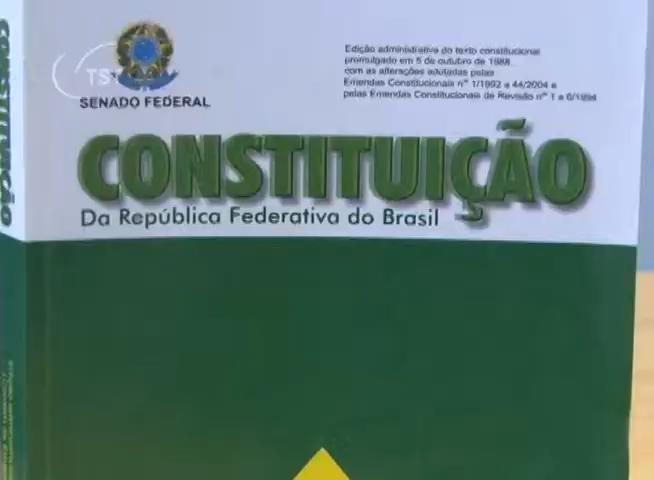 CONSTITUIÇÃO
TST
SENADO FEDERAL
Edição administrativa do texto constitucional
promulgado em 5 de outubro de 1988
com as alterações adotadas pelas
Emendas Constitucionais nº 1/1992 a 44/2004 e
pelas Emendas Constitucionais de Revisão nº 1 a 6/1994
CONSTITUIÇÃO
Da República Federativa do Brasil